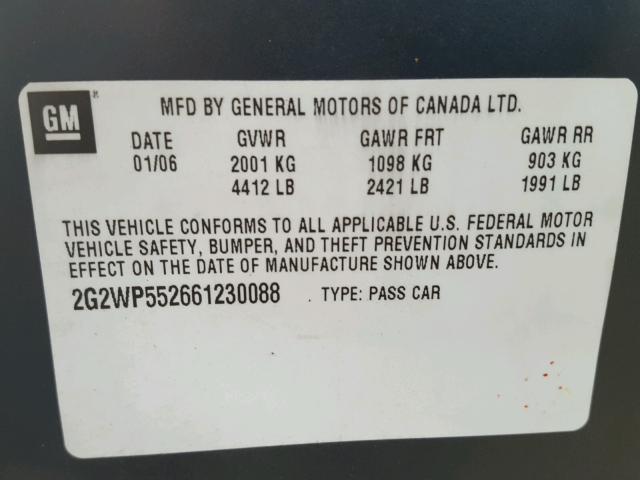 GM
MFD BY GENERAL MOTORS OF CANADA LTD.
DATE GVWR GAWR FRT GAWR RR
01/06 2001 KG 1098 KG 903 KG
4412 LB 2421 LB 1991 LB
THIS VEHICLE CONFORMS TO ALL APPLICABLE U.S. FEDERAL MOTOR
VEHICLE SAFETY, BUMPER, AND THEFT PREVENTION STANDARDS IN
EFFECT ON THE DATE OF MANUFACTURE SHOWN ABOVE.
2G2WP552661230088 TYPE: PASS CAR